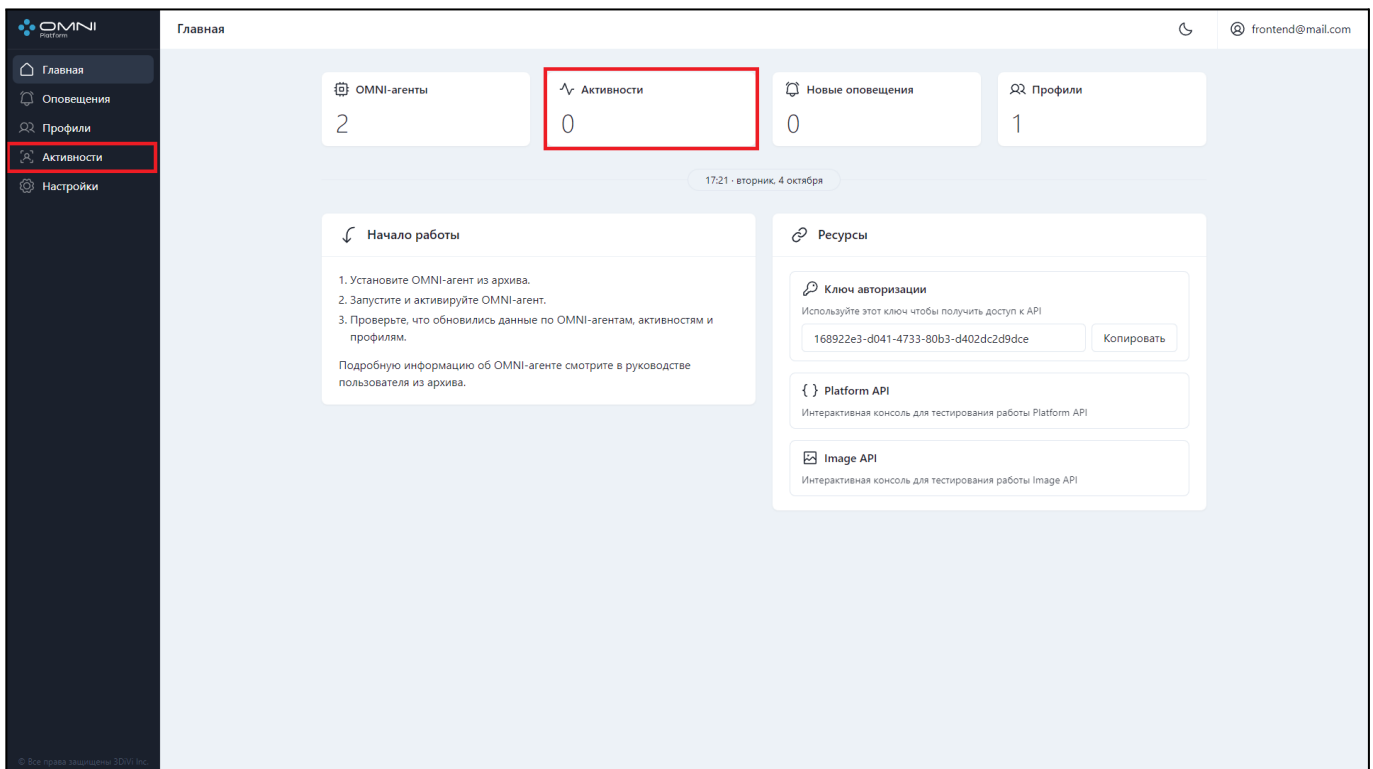 OMNI
Platform
Главная
frontend@mail.com
Главная
Оповещения
Профили
Активности
Настройки
OMNI-агенты
2
Активности
0
Новые оповещения
0
Профили
1
17:21 · вторник, 4 октября
Начало работы
1. Установите OMNI-агент из архива.
2. Запустите и активируйте OMNI-агент.
3. Проверьте, что обновились данные по OMNI-агентам, активностям и
профилям.
Подробную информацию об OMNI-агенте смотрите в руководстве
пользователя из архива.
Ресурсы
Ключ авторизации
Используйте этот ключ чтобы получить доступ к API
168922e3-d041-4733-80b3-d402dc2d9dce
Копировать
{ } Platform API
Интерактивная консоль для тестирования работы Platform API
Image API
Интерактивная консоль для тестирования работы Image API
© Все права защищены 3DiVi Inc.